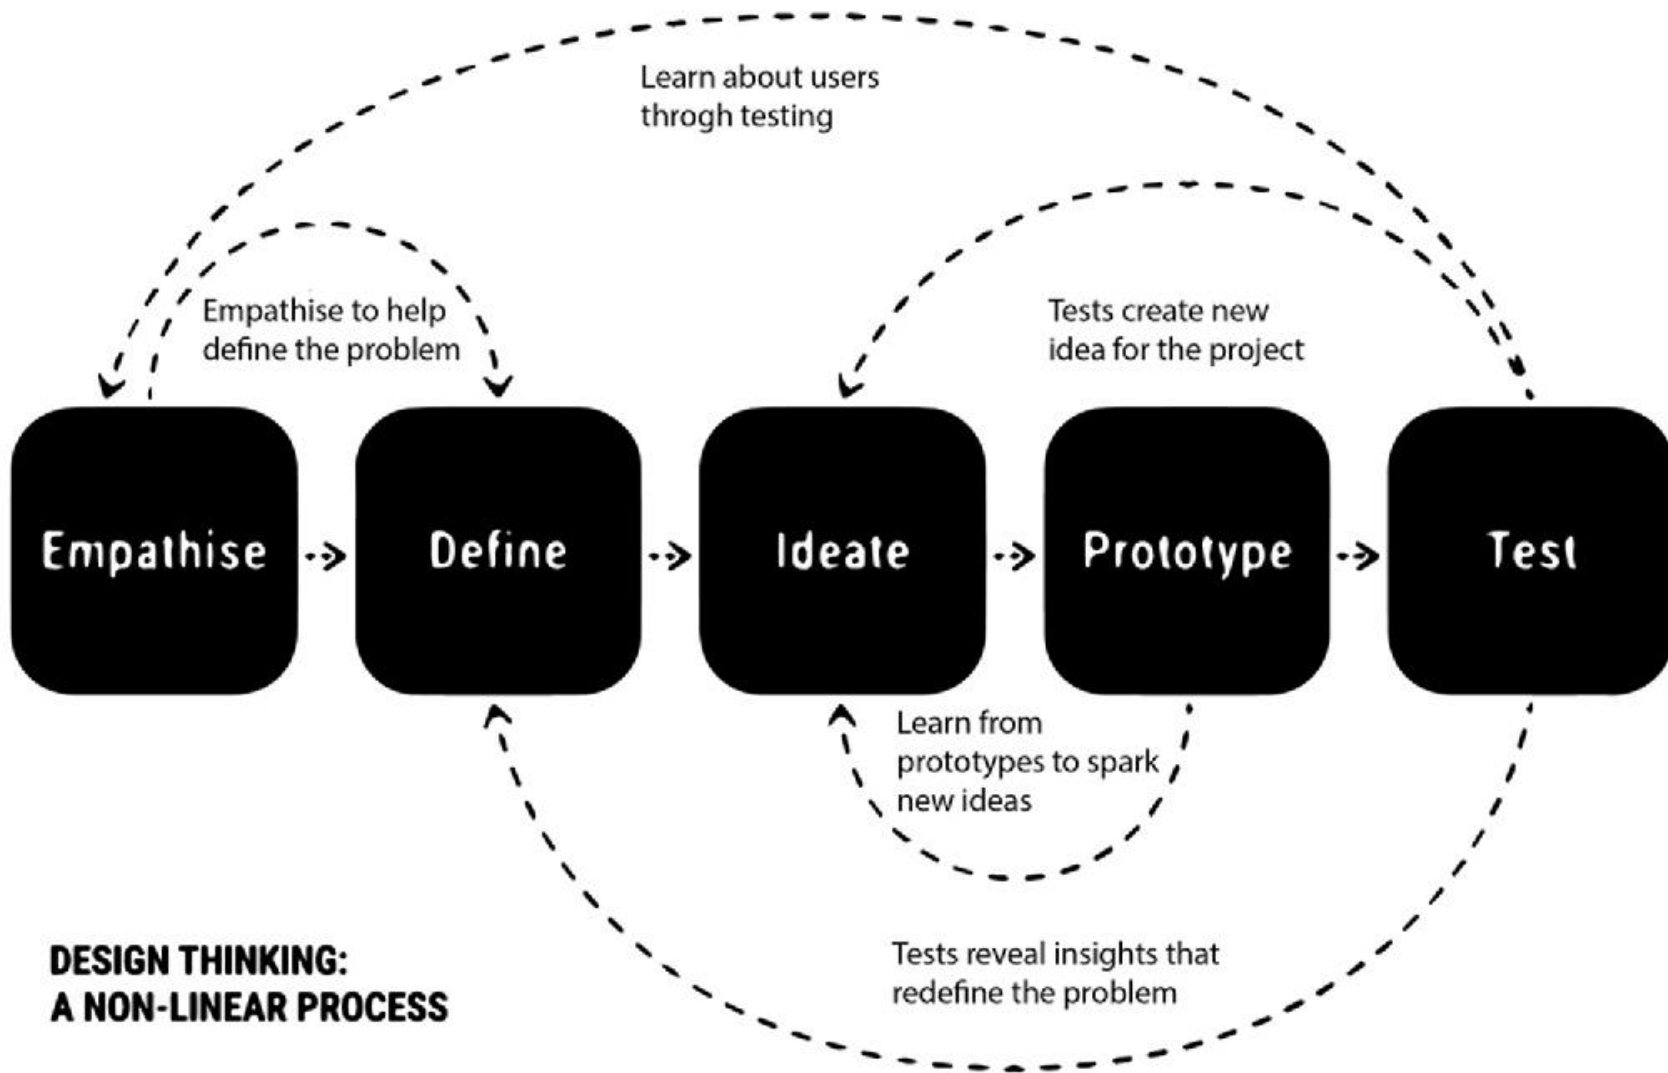 Learn about users
throgh testing
Empathise to help
define the problem
Tests create new
idea for the project
Empathise
Define
Ideate
Prototype
Test
Learn from
prototypes to spark
new ideas
Tests reveal insights that
redefine the problem
DESIGN THINKING:
A NON-LINEAR PROCESS